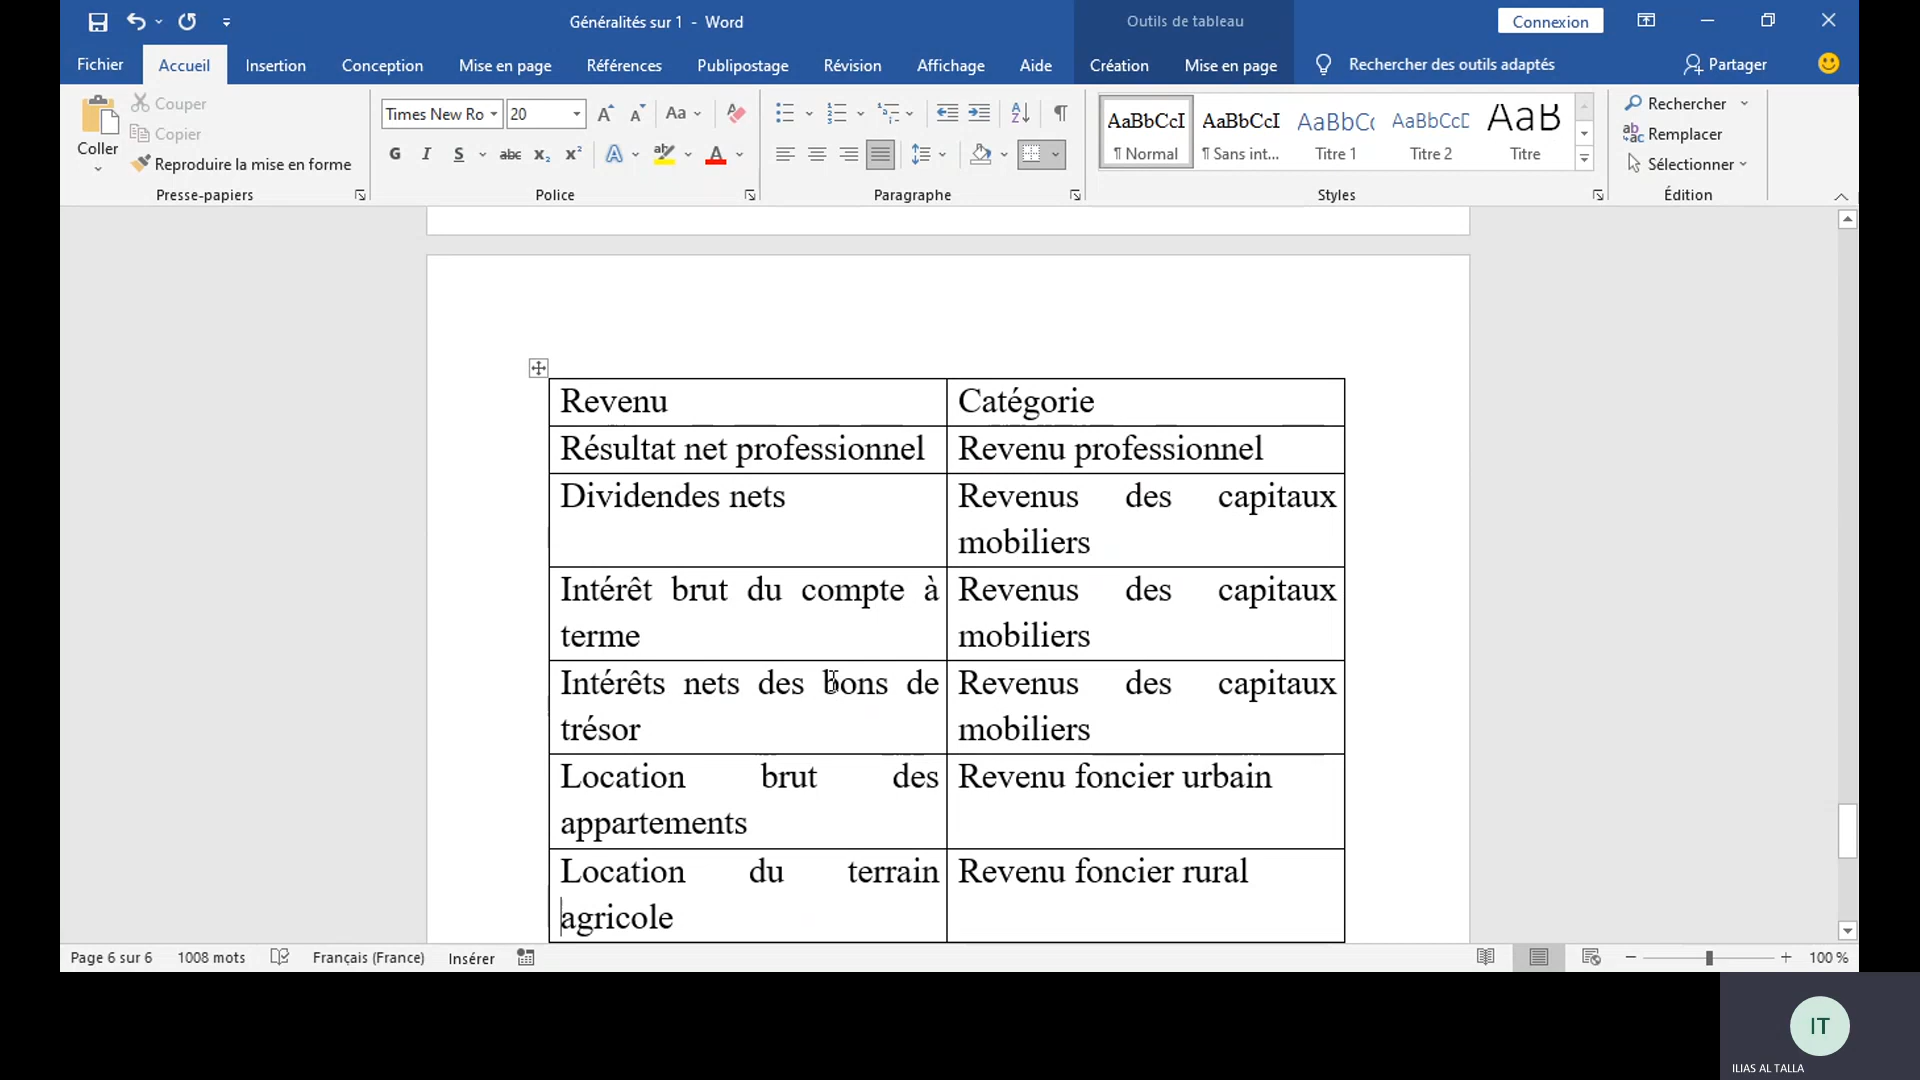 Généralités sur 1 - Word
Outils de tableau
Connexion
Fichier
Accueil
Insertion
Conception
Mise en page
Références
Publipostage
Révision
Affichage
Aide
Création
Mise en page
Rechercher des outils adaptés
Partager
Coller
Couper
Copier
Reproduire la mise en forme
Presse-papiers
Times New Ro
20
Aa
G I S abc x₂ x²
A
A
Police
Paragraphe
AaBbCcI
¶ Normal
AaBbCcI
¶ Sans int...
AaBbCc
Titre 1
AaBbCcD
Titre 2
AaB
Titre
Styles
Rechercher
Remplacer
Sélectionner
Édition
Revenu
Catégorie
Résultat net professionnel
Revenu professionnel
Dividendes nets
Revenus des capitaux
mobiliers
Intérêt brut du compte à
terme
Revenus des capitaux
mobiliers
Intérêts nets des bons de
trésor
Revenus des capitaux
mobiliers
Location brut des
appartements
Revenu foncier urbain
Location du terrain
agricole
Revenu foncier rural
Page 6 sur 6
1008 mots
Français (France)
Insérer
100 %
IT
ILIAS AL TALLA